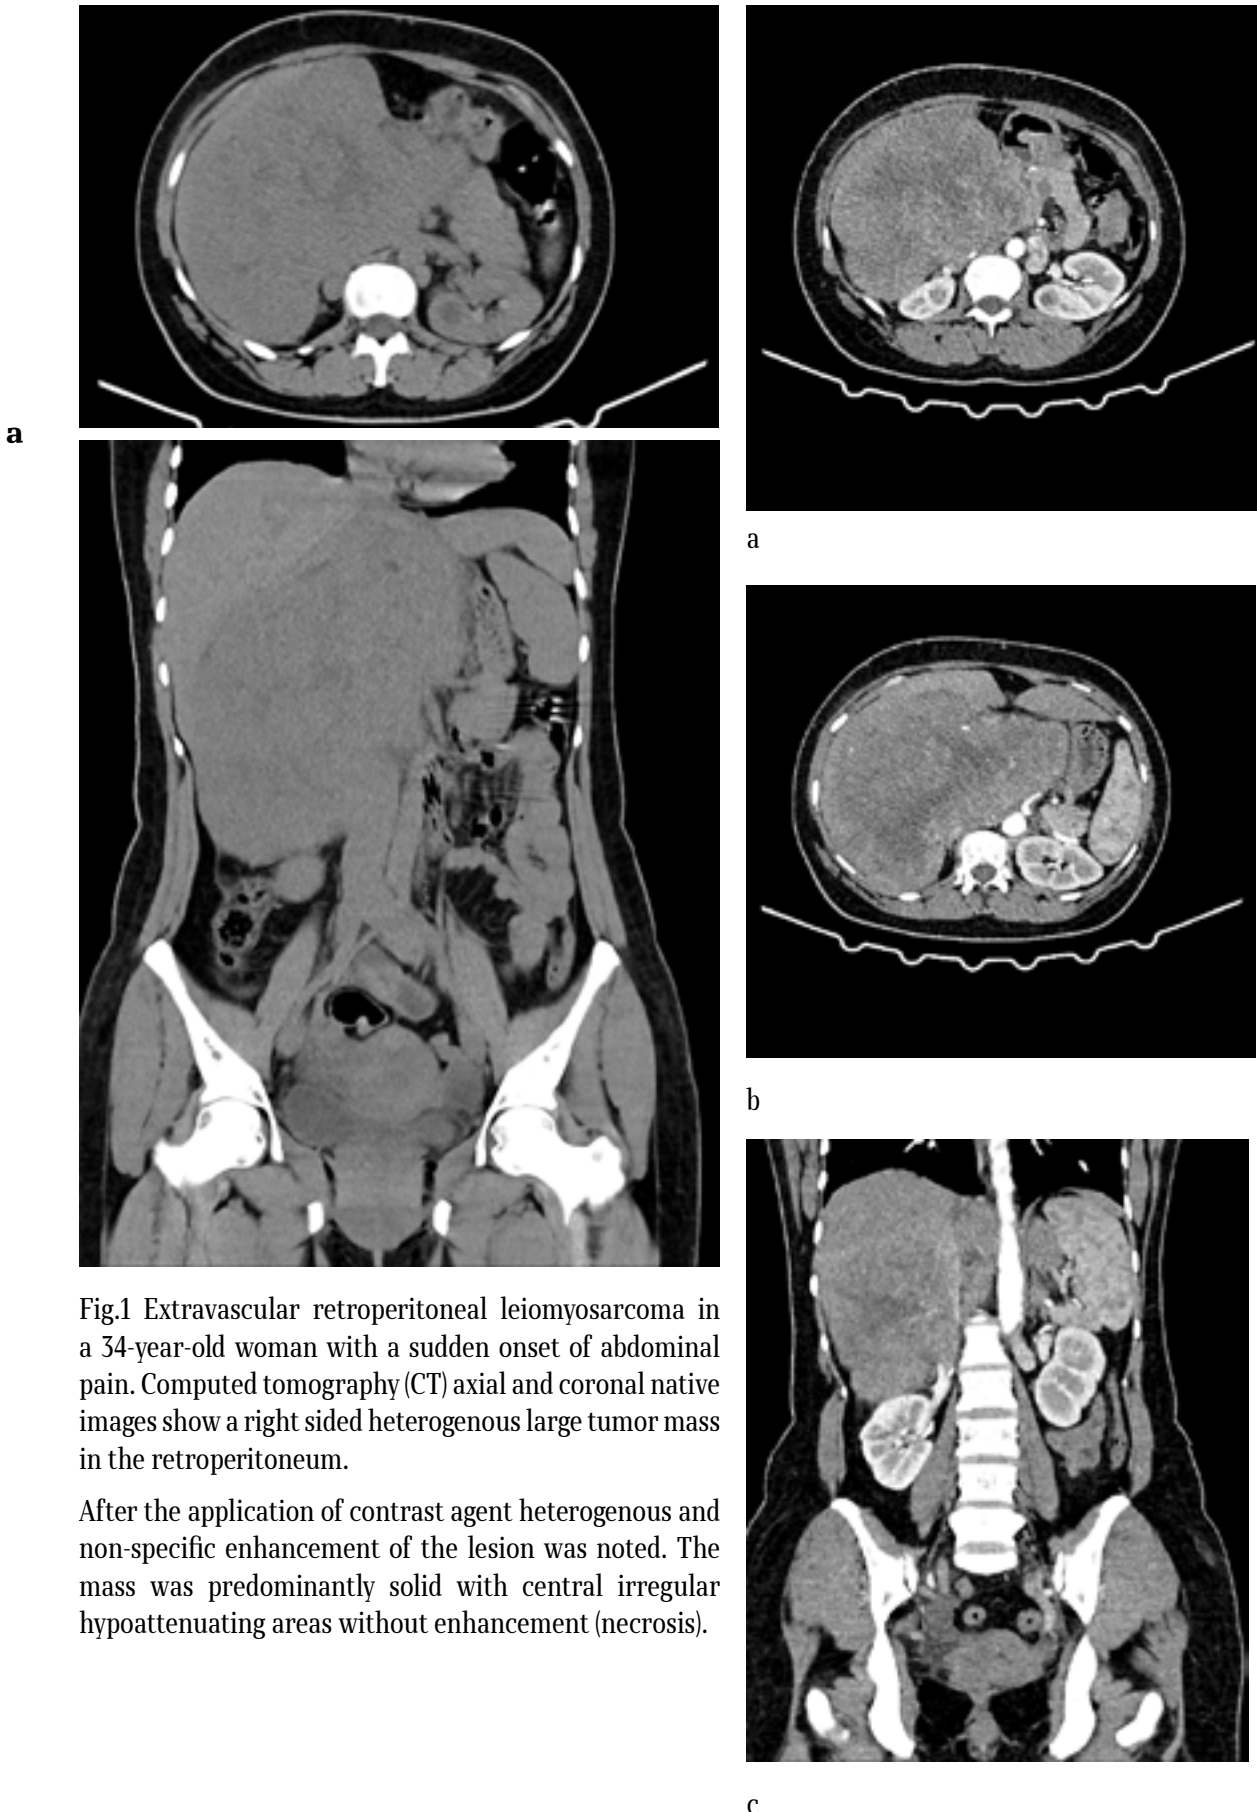 a
Fig.1 Extravascular retroperitoneal leiomyosarcoma in
a 34-year-old woman with a sudden onset of abdominal
pain. Computed tomography (CT) axial and coronal native
images show a right sided heterogenous large tumor mass
in the retroperitoneum.
After the application of contrast agent heterogenous and
non-specific enhancement of the lesion was noted. The
mass was predominantly solid with central irregular
hypoattenuating areas without enhancement (necrosis).
a
b
c